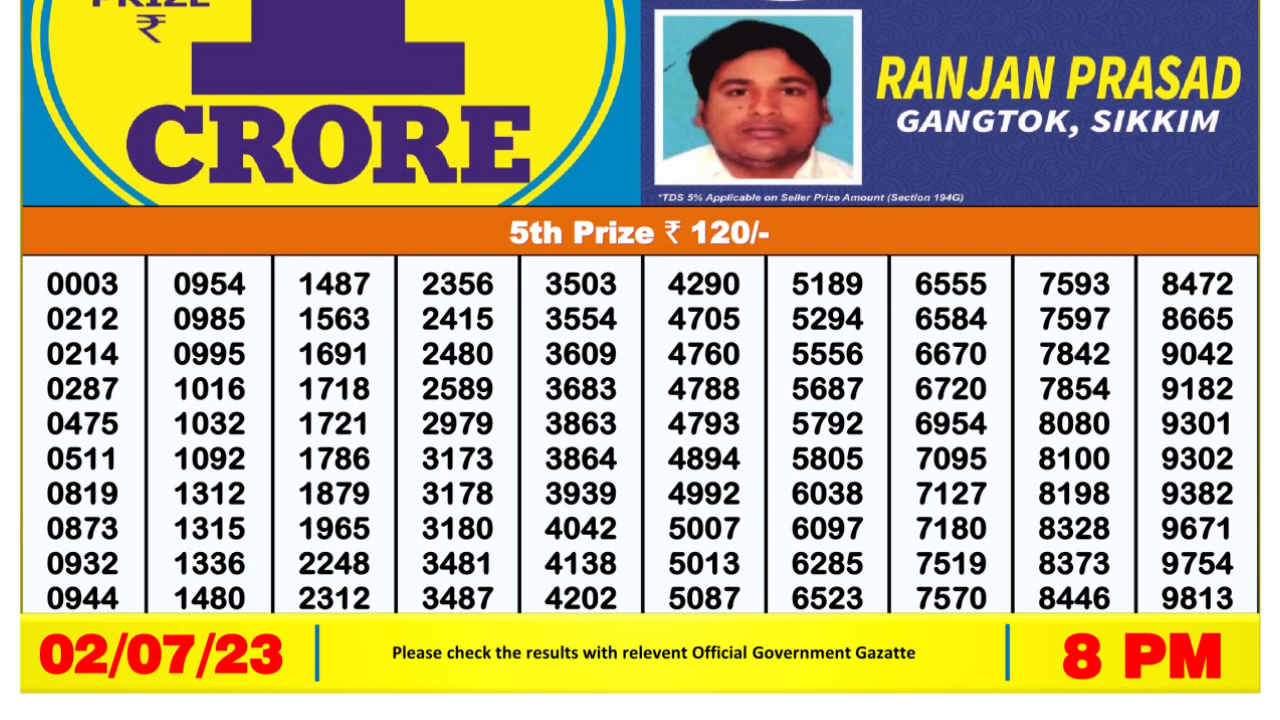 PRIZE
₹
1
CRORE
RANJAN PRASAD
GANGTOK, SIKKIM
*TDS 5% Applicable on Seller Prize Amount (Section 194G)
5th Prize ₹ 120/-
0003 0954 1487 2356 3503 4290 5189 6555 7593 8472
0212 0985 1563 2415 3554 4705 5294 6584 7597 8665
0214 0995 1691 2480 3609 4760 5556 6670 7842 9042
0287 1016 1718 2589 3683 4788 5687 6720 7854 9182
0475 1032 1721 2979 3863 4793 5792 6954 8080 9301
0511 1092 1786 3173 3864 4894 5805 7095 8100 9302
0819 1312 1879 3178 3939 4992 6038 7127 8198 9382
0873 1315 1965 3180 4042 5007 6097 7180 8328 9671
0932 1336 2248 3481 4138 5013 6285 7519 8373 9754
0944 1480 2312 3487 4202 5087 6523 7570 8446 9813
02/07/23 Please check the results with relevent Official Government Gazatte 8 PM